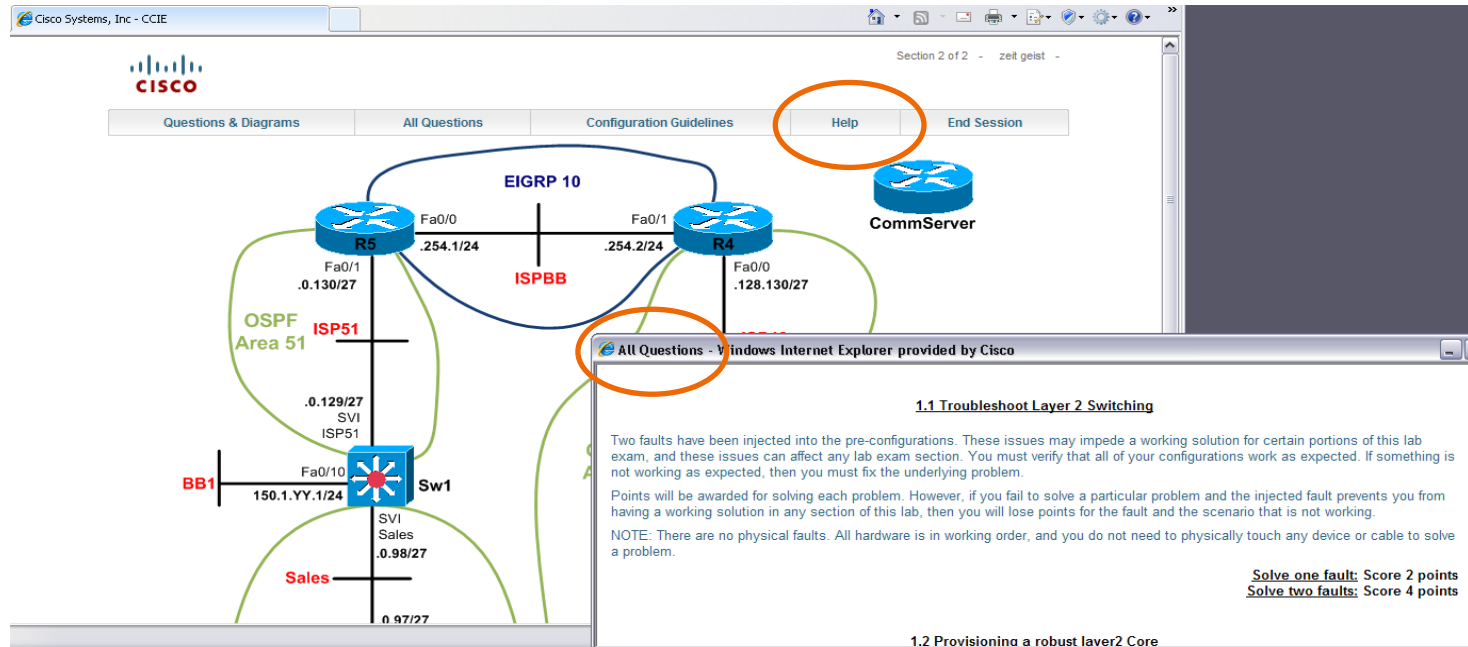 Cisco Systems, Inc - CCIE
»
CISCO
Section 2 of 2 - zeit geist -
Questions & Diagrams All Questions Configuration Guidelines Help End Session
EIGRP 10
Fa0/0 Fa0/1
CommServer
R5 .254.1/24 .254.2/24 R4
Fa0/1 ISPBB Fa0/0
.0.130/27 .128.130/27
OSPF
Area 51
ISP51
.0.129/27
SVI
ISP51
Fa0/10
BB1 Sw1
150.1.YY.1/24
SVI
Sales
.0.98/27
Sales
0.97/27
All Questions - Windows Internet Explorer provided by Cisco
1.1 Troubleshoot Layer 2 Switching
Two faults have been injected into the pre-configurations. These issues may impede a working solution for certain portions of this lab
exam, and these issues can affect any lab exam section. You must verify that all of your configurations work as expected. If something is
not working as expected, then you must fix the underlying problem.
Points will be awarded for solving each problem. However, if you fail to solve a particular problem and the injected fault prevents you from
having a working solution in any section of this lab, then you will lose points for the fault and the scenario that is not working.
NOTE: There are no physical faults. All hardware is in working order, and you do not need to physically touch any device or cable to solve
a problem.
Solve one fault: Score 2 points
Solve two faults: Score 4 points
1.2 Provisioning a robust layer2 Core